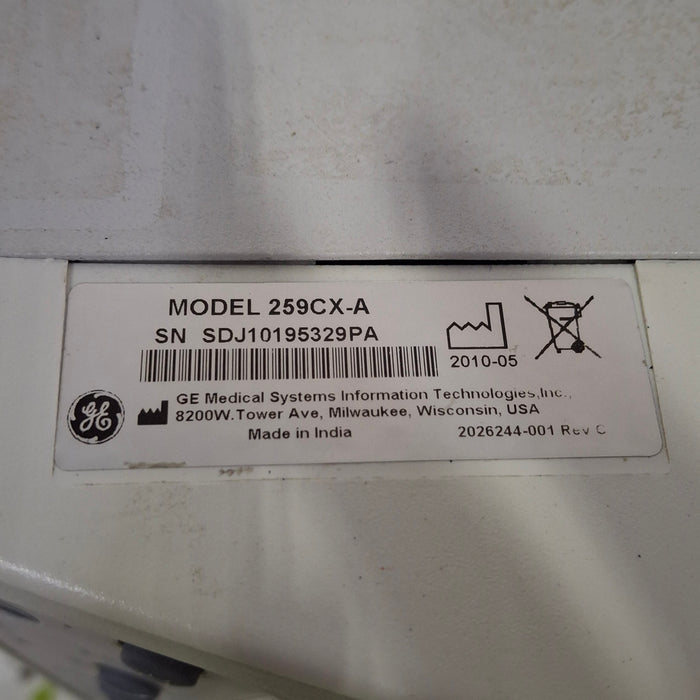 MODEL 259CX-A
SN SDJ10195329PA
2010-05
GE
GE Medical Systems Information Technologies,Inc.,
8200W.Tower Ave, Milwaukee, Wisconsin, USA
Made in India
2026244-001 Rev C